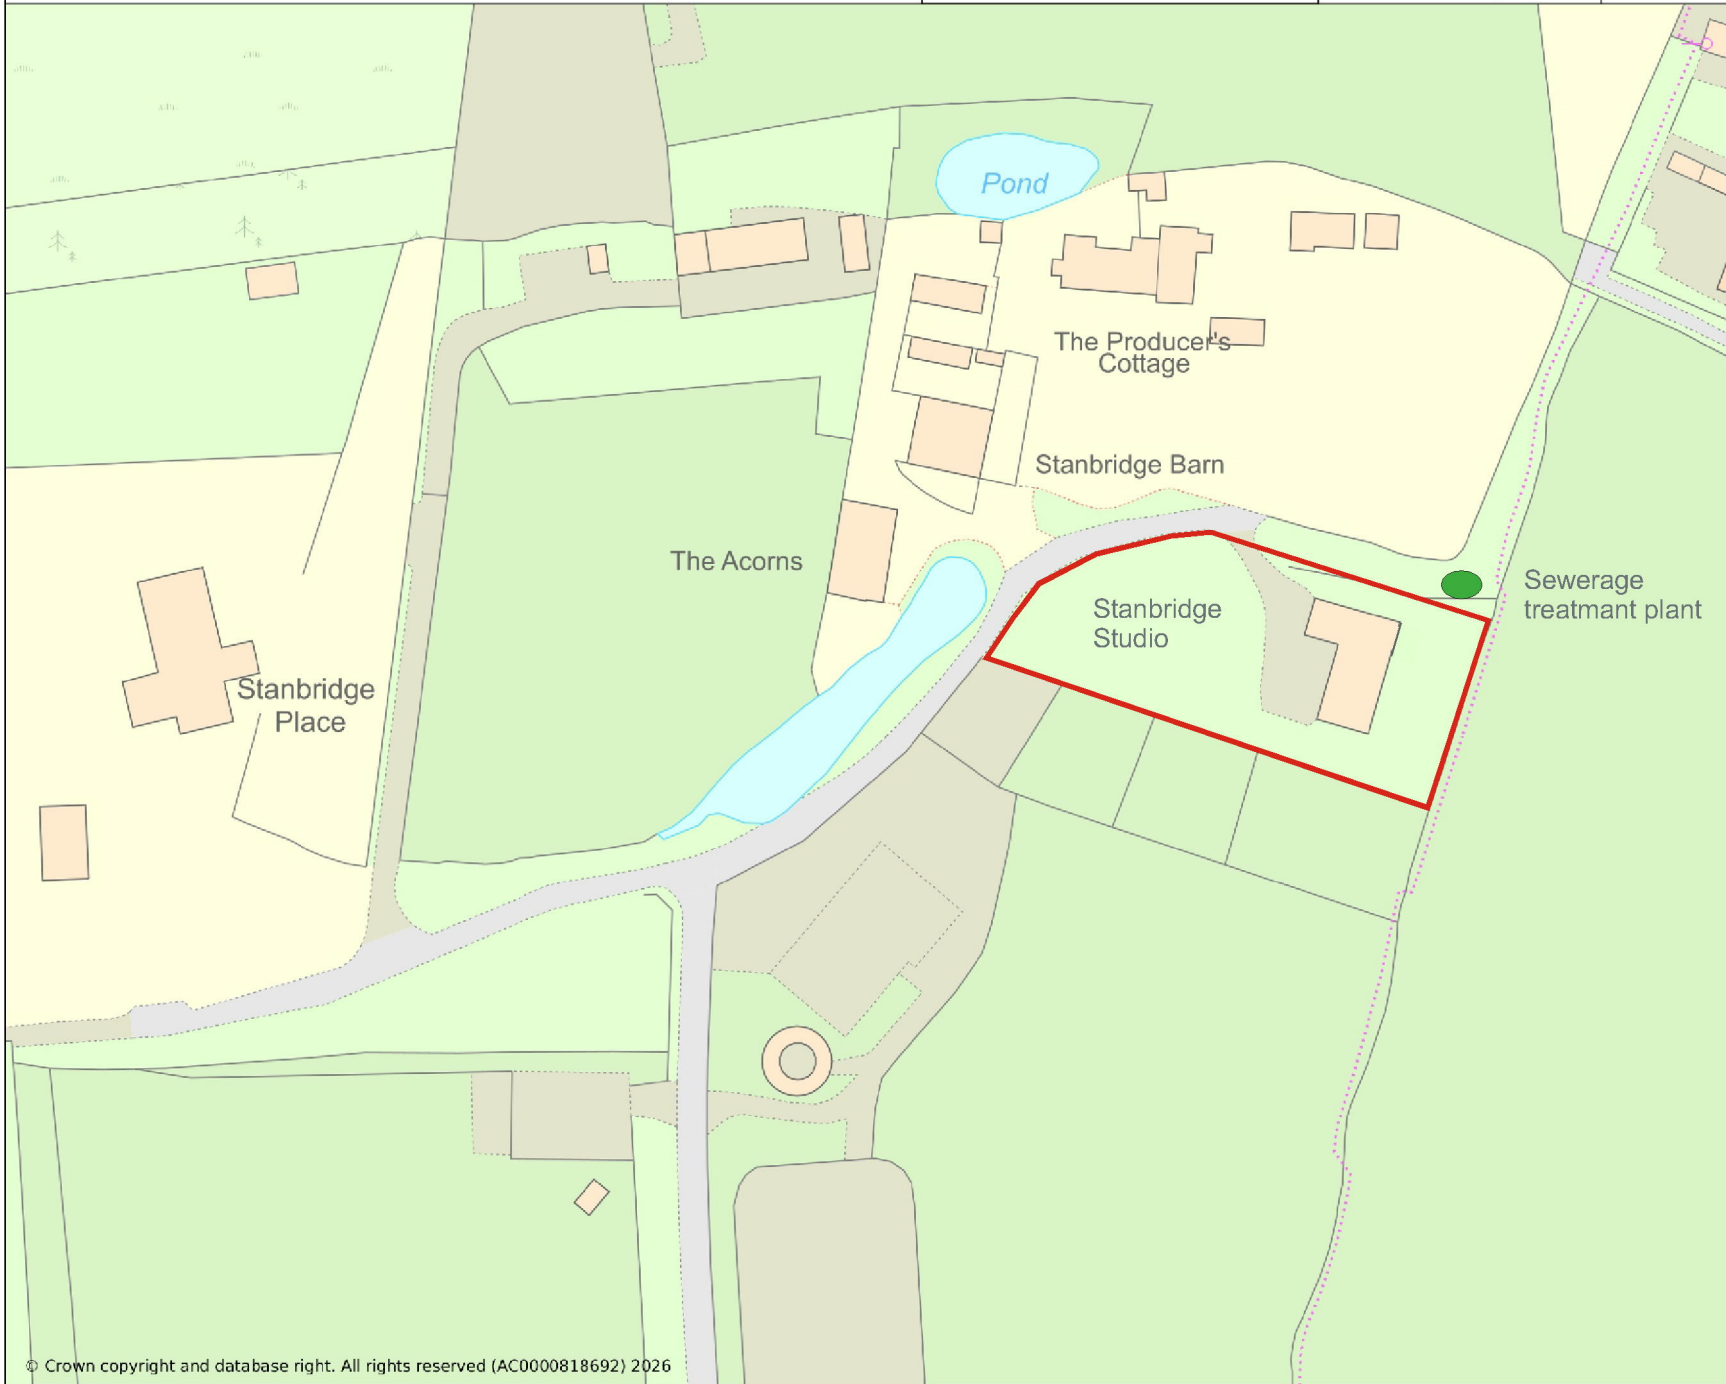 Pond
The Producer's
Cottage
Stanbridge Barn
The Acorns
Sewerage
treatmant plant
Stanbridge
Studio
Stanbridge
Place
© Crown copyright and database right. All rights reserved (AC0000818692) 2026